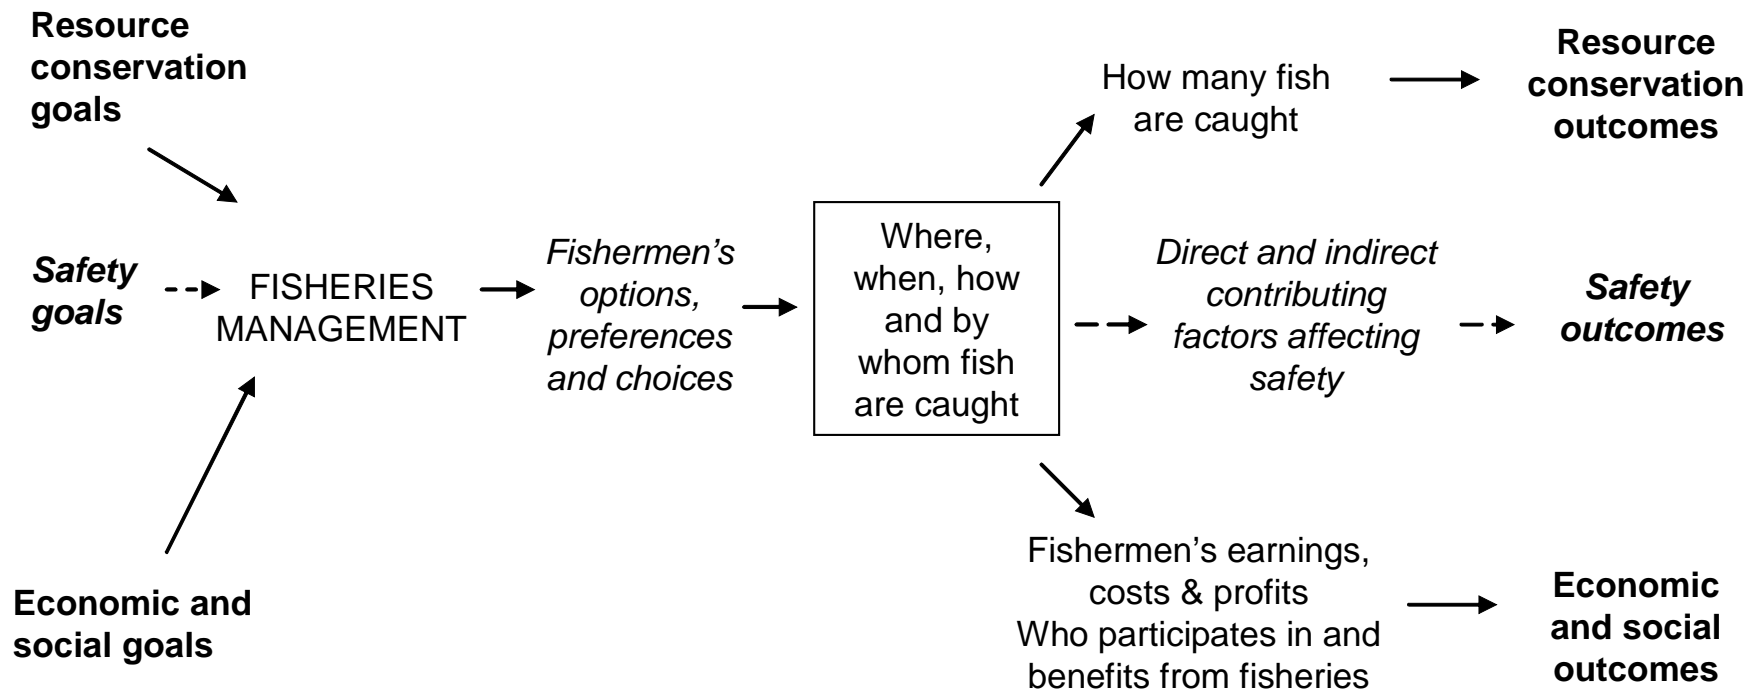 Resource
conservation
goals
Safety
goals
Economic and
social goals
FISHERIES
MANAGEMENT
Fishermen’s
options,
preferences
and choices
Where,
when, how
and by
whom fish
are caught
How many fish
are caught
Resource
conservation
outcomes
Direct and indirect
contributing
factors affecting
safety
Safety
outcomes
Fishermen’s earnings,
costs & profits
Who participates in and
benefits from fisheries
Economic
and social
outcomes